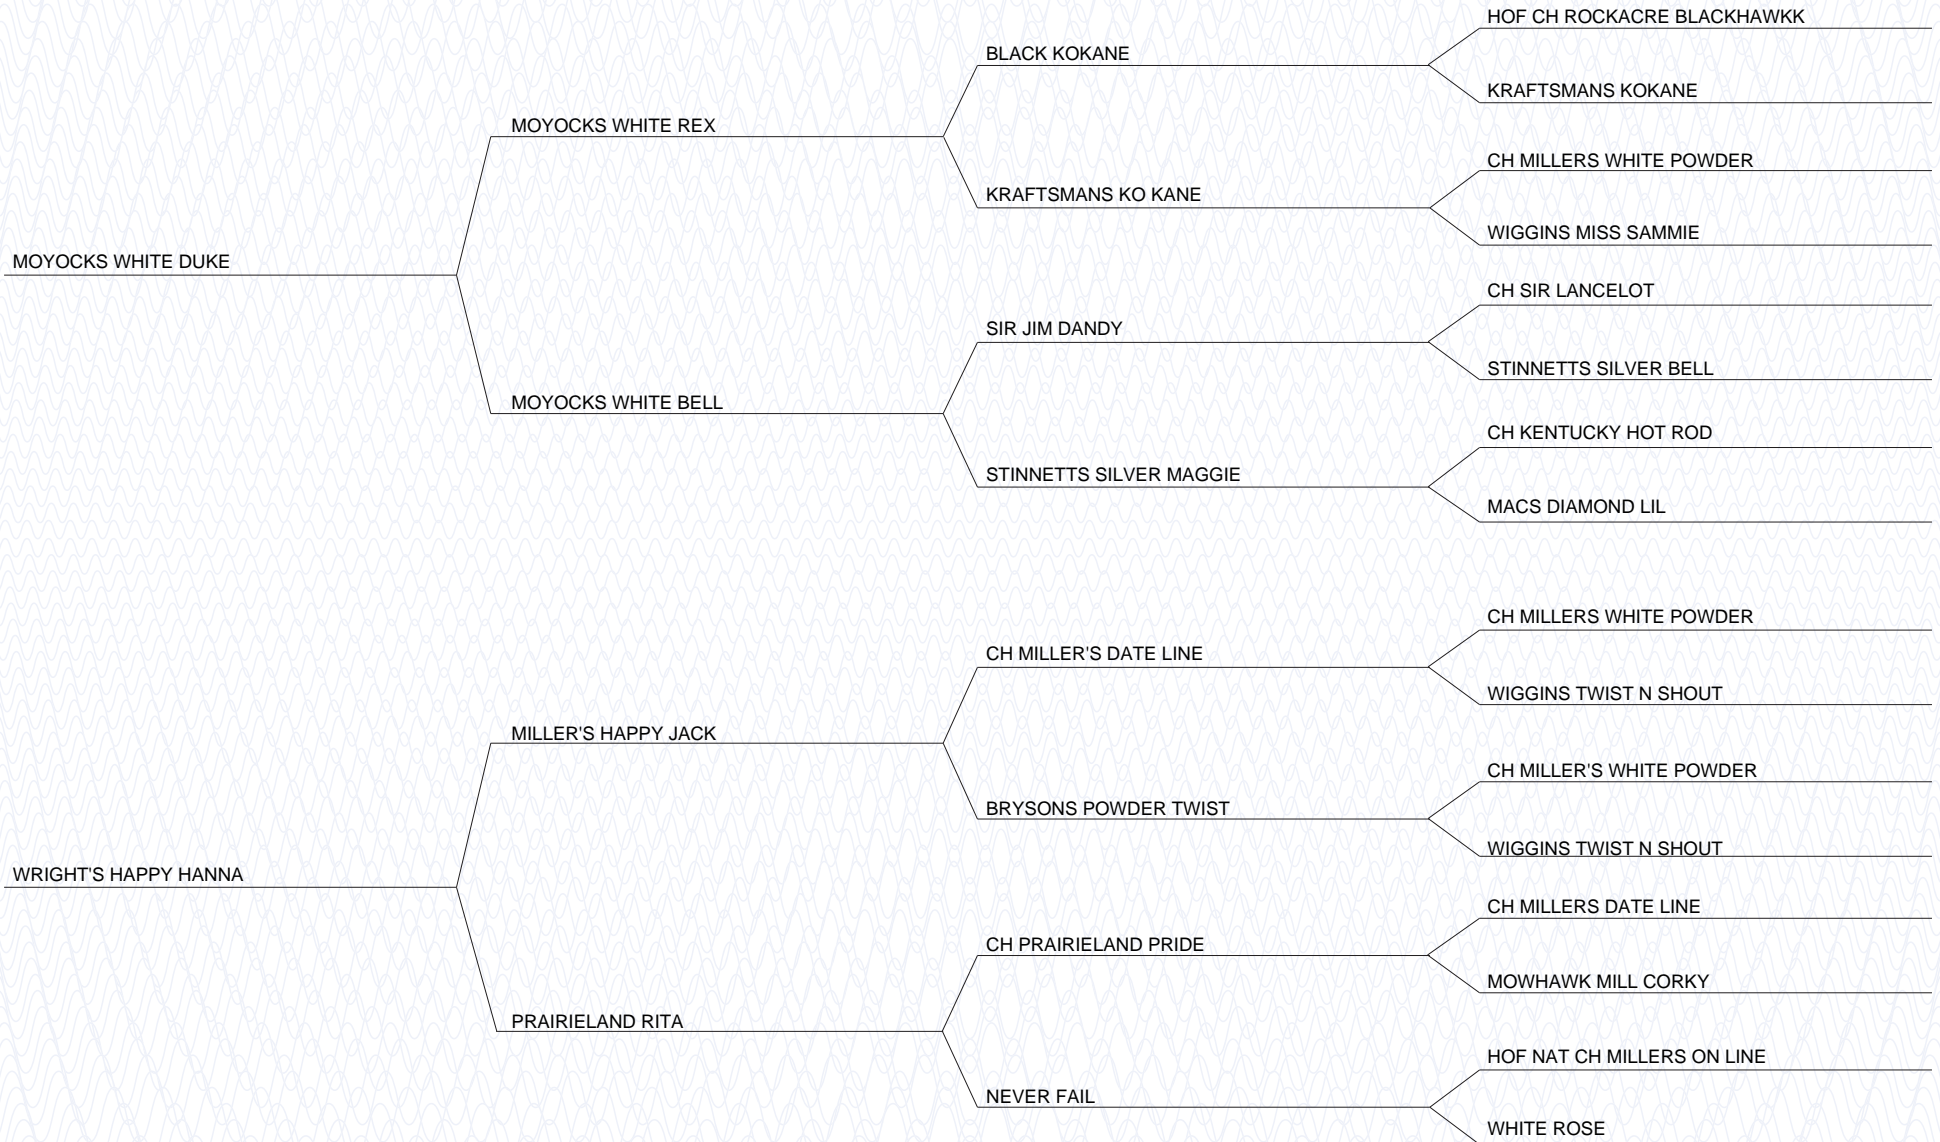 HOF CH ROCKACRE BLACKHAWKK
BLACK KOKANE
KRAFTSMANS KOKANE
MOYOCKS WHITE REX
CH MILLERS WHITE POWDER
KRAFTSMANS KO KANE
WIGGINS MISS SAMMIE
MOYOCKS WHITE DUKE
CH SIR LANCELOT
SIR JIM DANDY
STINNETTS SILVER BELL
MOYOCKS WHITE BELL
CH KENTUCKY HOT ROD
STINNETTS SILVER MAGGIE
MACS DIAMOND LIL
CH MILLERS WHITE POWDER
CH MILLER'S DATE LINE
WIGGINS TWIST N SHOUT
MILLER'S HAPPY JACK
CH MILLER'S WHITE POWDER
BRYSONS POWDER TWIST
WIGGINS TWIST N SHOUT
WRIGHT'S HAPPY HANNA
CH MILLERS DATE LINE
CH PRAIRIELAND PRIDE
MOWHAWK MILL CORKY
PRAIRIELAND RITA
HOF NAT CH MILLERS ON LINE
NEVER FAIL
WHITE ROSE